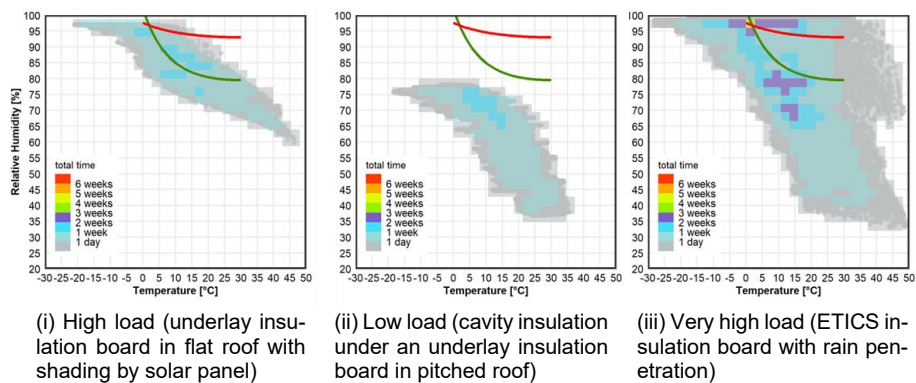 Relative Humidity [%]
100
95
90
85
80
75
70
65
60
55
50
45
40
35
30
25
20
total time
6 weeks
5 weeks
4 weeks
3 weeks
2 weeks
1 week
1 day
-30-25-20-15-10 -5 0 5 10 15 20 25 30 35 40 45 50
Temperature [°C]
100
95
90
85
80
75
70
65
60
55
50
45
40
35
30
25
20
total time
6 weeks
5 weeks
4 weeks
3 weeks
2 weeks
1 week
1 day
-30-25-20-15-10 -5 0 5 10 15 20 25 30 35 40 45 50
Temperature [°C]
100
95
90
85
80
75
70
65
60
55
50
45
40
35
30
25
20
total time
6 weeks
5 weeks
4 weeks
3 weeks
2 weeks
1 week
1 day
-30-25-20-15-10 -5 0 5 10 15 20 25 30 35 40 45 50
Temperature [°C]
(i) High load (underlay insu-
lation board in flat roof with
shading by solar panel)
(ii) Low load (cavity insulation
under an underlay insulation
board in pitched roof)
(iii) Very high load (ETICS in-
sulation board with rain pen-
etration)